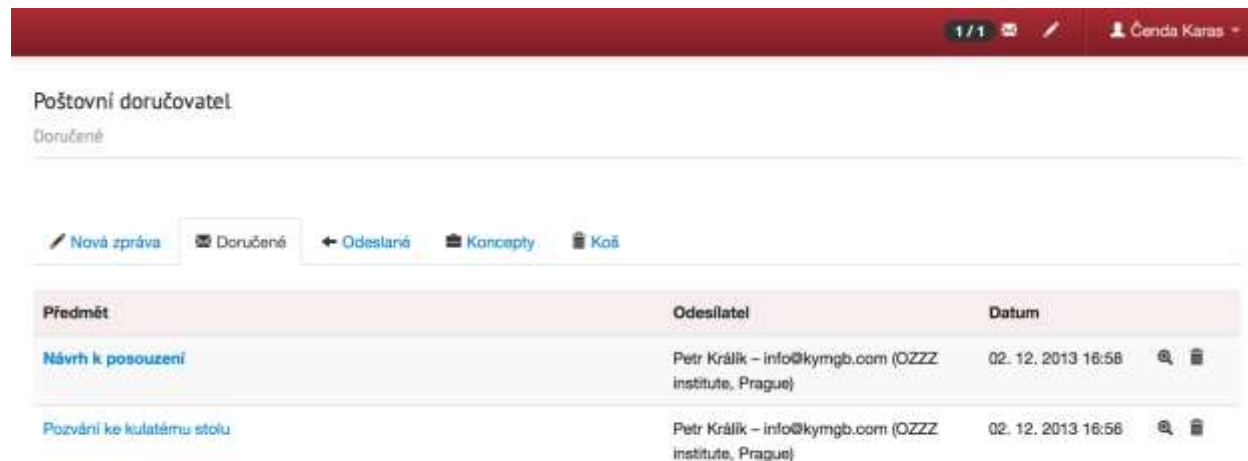 1 / 1 Čenda Karas
Poštovní doručovatel
Doručené
Nová zpráva Doručené Odeslané Koncepty Koš
Předmět Odesílatel Datum
Návrh k posouzení Petr Králík – info@kymgb.com (OZZZ 02. 12. 2013 16:58
institute, Prague)
Pozvání ke kulatému stolu Petr Králík – info@kymgb.com (OZZZ 02. 12. 2013 16:56
institute, Prague)